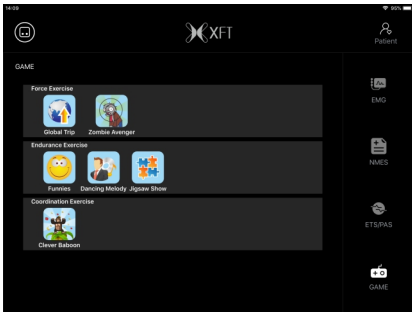 14:09
95%
XFT
Patient
GAME
Force Exercise
Global Trip Zombie Avenger
Endurance Exercise
Funnies Dancing Melody Jigsaw Show
Coordination Exercise
Clever Baboon
EMG
NMES
ETS/PAS
GAME